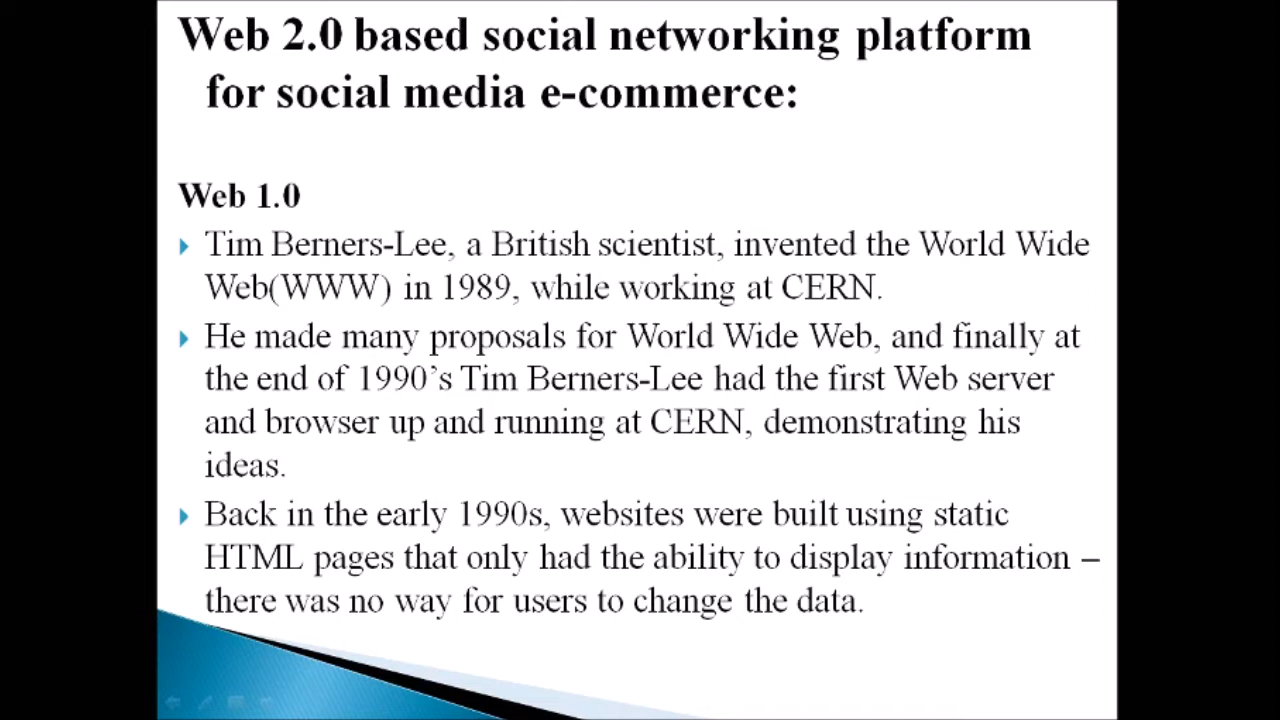 Web 2.0 based social networking platform
for social media e-commerce:
Web 1.0
Tim Berners-Lee, a British scientist, invented the World Wide
Web(WWW) in 1989, while working at CERN.
He made many proposals for World Wide Web, and finally at
the end of 1990’s Tim Berners-Lee had the first Web server
and browser up and running at CERN, demonstrating his
ideas.
Back in the early 1990s, websites were built using static
HTML pages that only had the ability to display information –
there was no way for users to change the data.